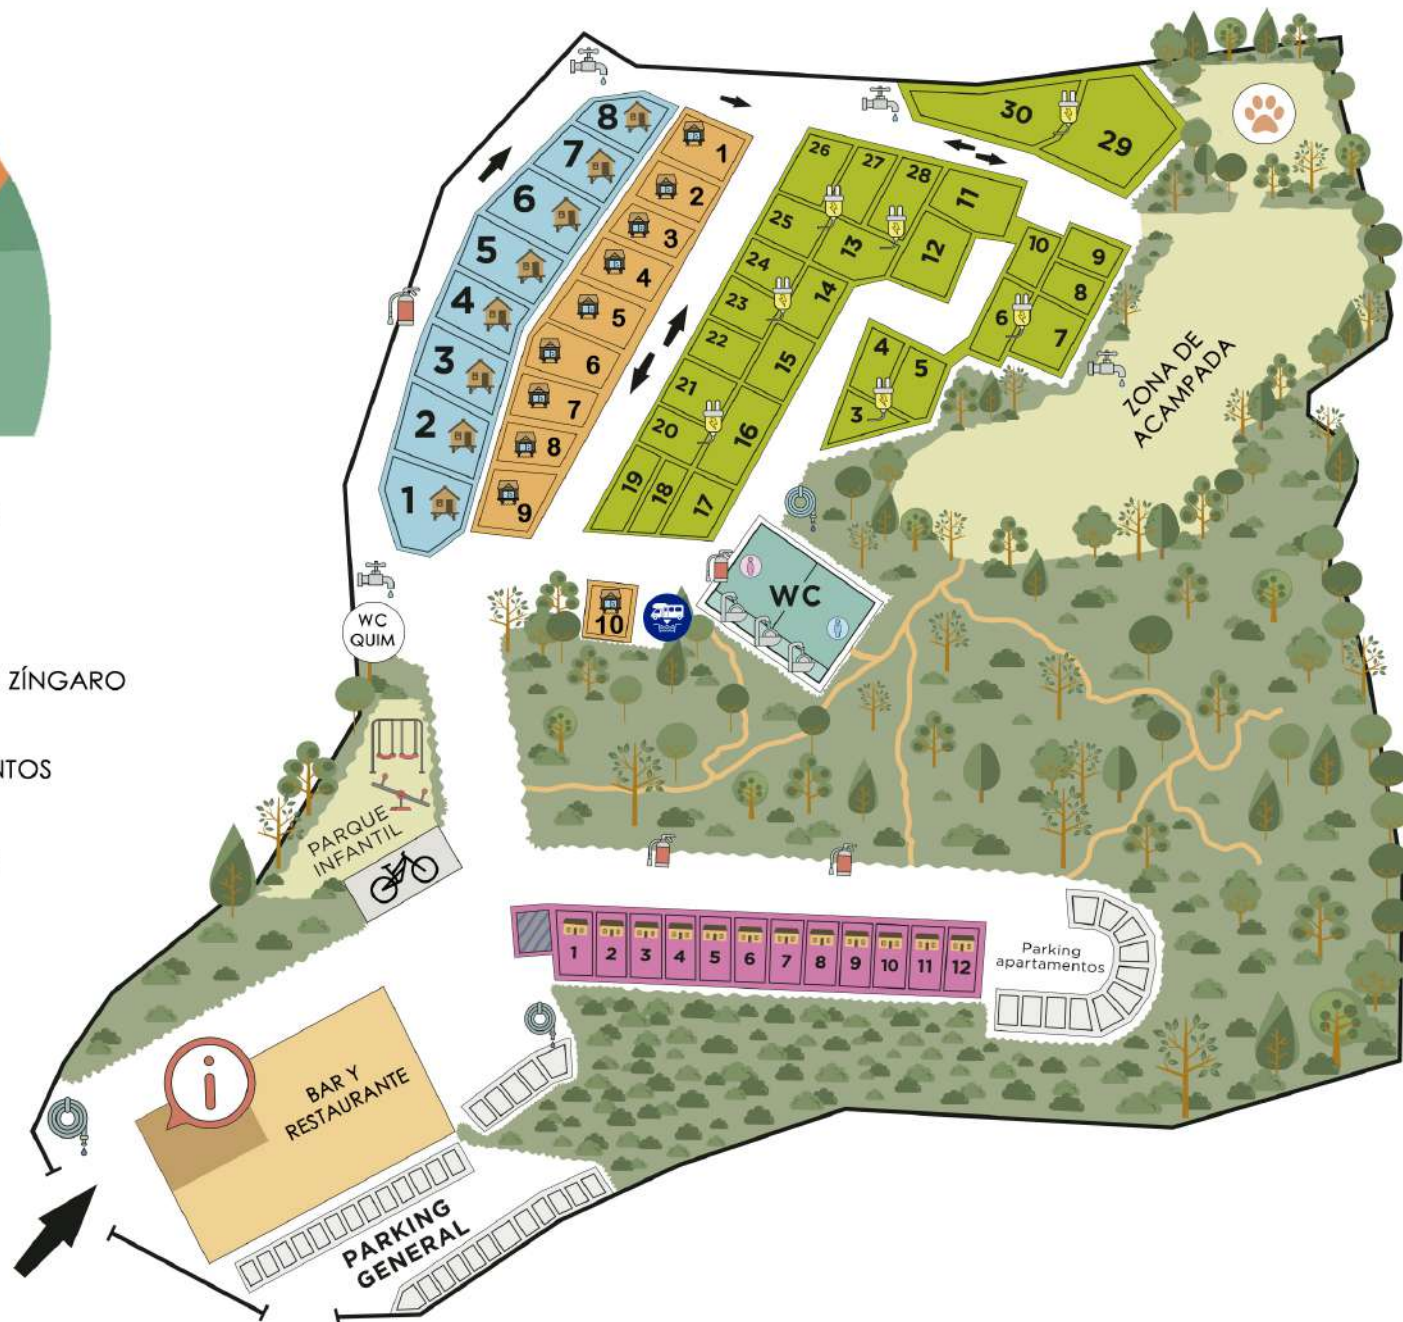 8
7
6
5
4
3
2
1
1
2
3
4
5
6
7
8
9
10
30
29
26
27
28
11
25
13
12
24
14
23
22
15
21
20
16
19
18
17
10
9
8
6
7
4
5
3
ZONA DE
ACAMPADA
WC
WC
QUIM
ZÍNGARO
NTOS
PARQUE
INFANTIL
1 2 3 4 5 6 7 8 9 10 11 12
Parking
apartamentos
i
BAR Y
RESTAURANTE
PARKING
GENERAL